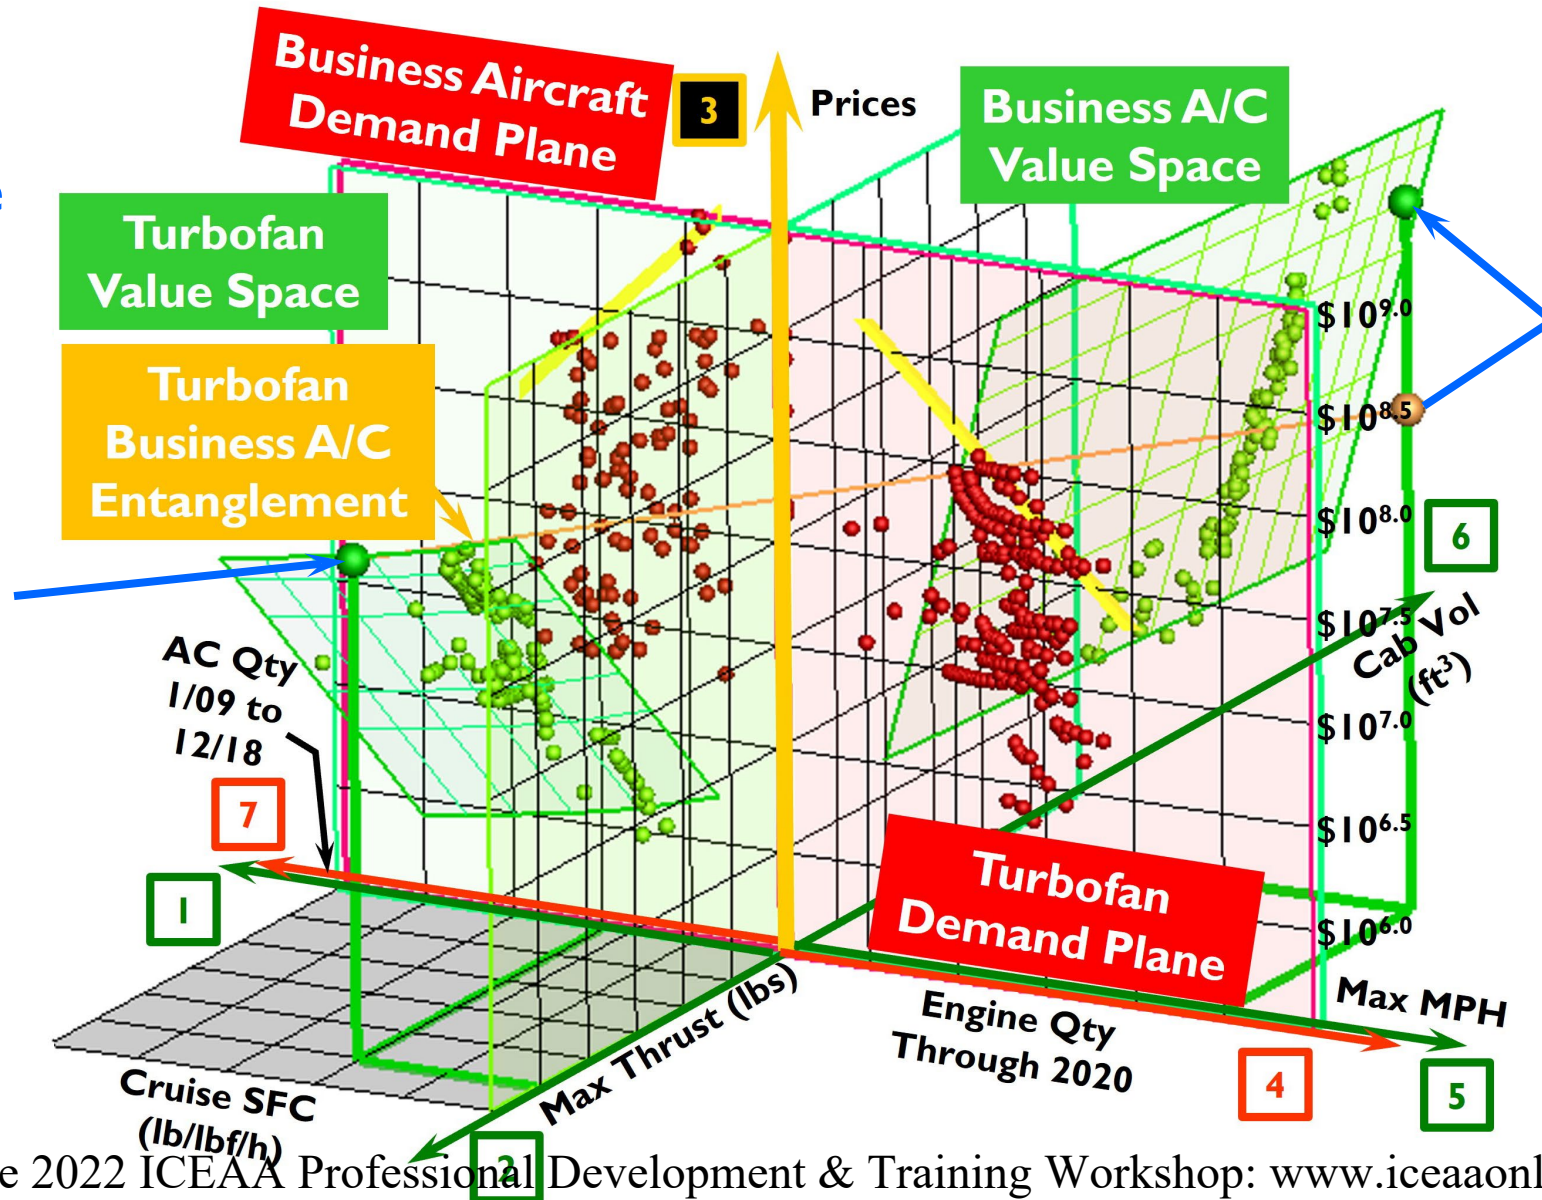 Business Aircraft
Demand Plane
3
Prices
Business A/C
Value Space
Turbofan
Value Space
Turbofan
Business A/C
Entanglement
$10^9.0
$10^8.5
$10^8.0
6
$10^7.5
Cab Vol
(ft³)
$10^7.0
$10^6.5
$10^6.0
AC Qty
1/09 to
12/18
7
1
Turbofan
Demand Plane
Max MPH
Engine Qty
Through 2020
4
5
Max Thrust (lbs)
Cruise SFC
(lb/lbf/h)
2
2022 ICEAA Professional Development & Training Workshop: